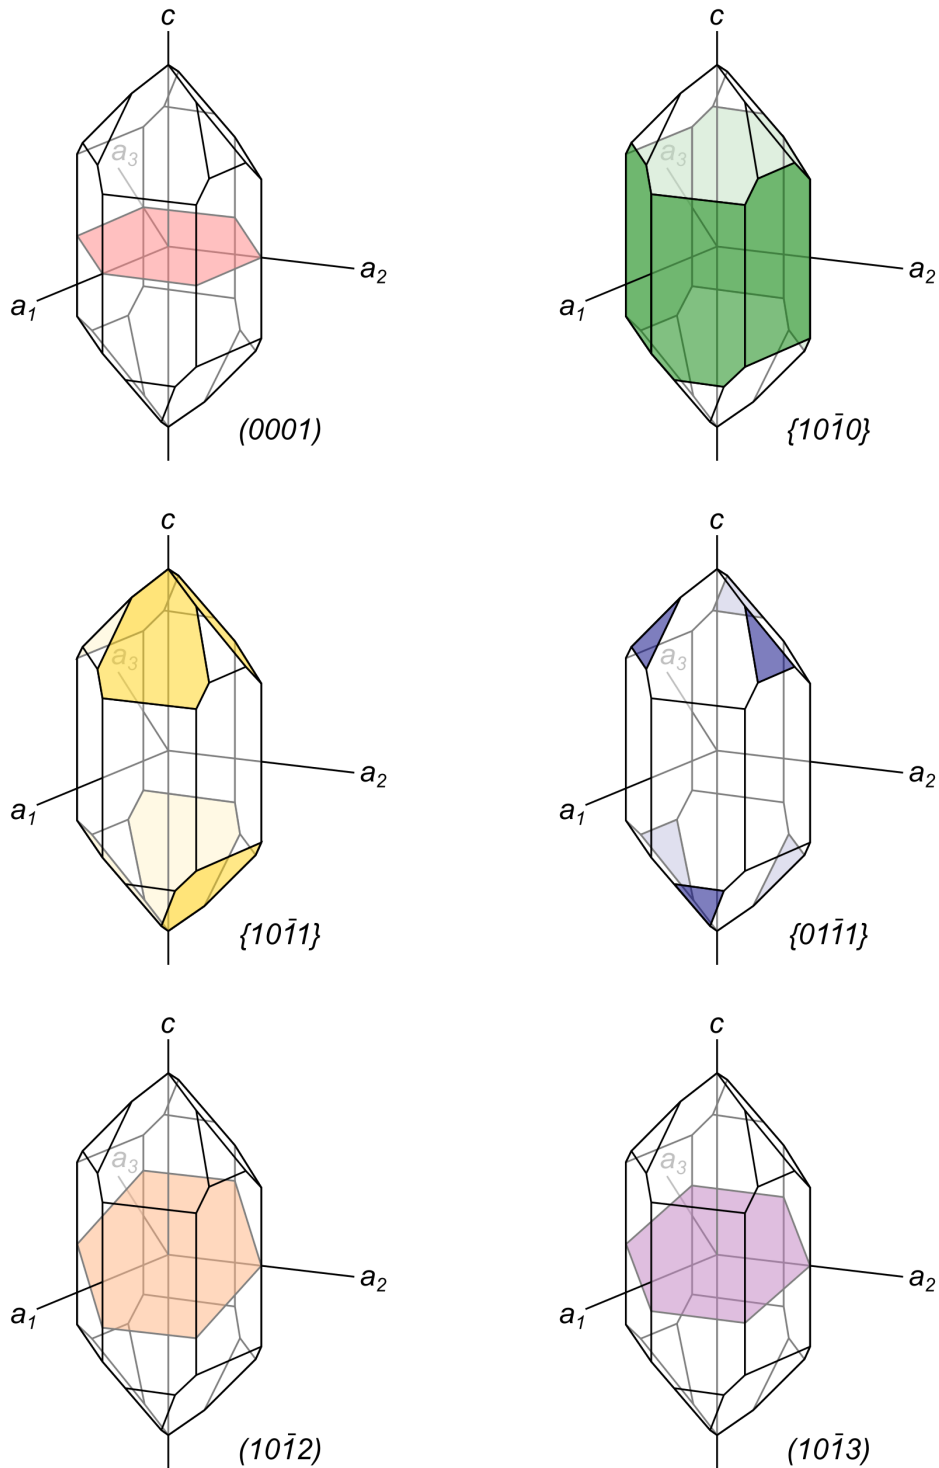 c c
a₃ a₃
a₂ a₂
a₁ a₁
(0001) {101̄0}
c c
a₃ a₃
a₂ a₂
a₁ a₁
{101̄1} {011̄1}
c c
a₃ a₃
a₂ a₂
a₁ a₁
(101̄2) (101̄3)